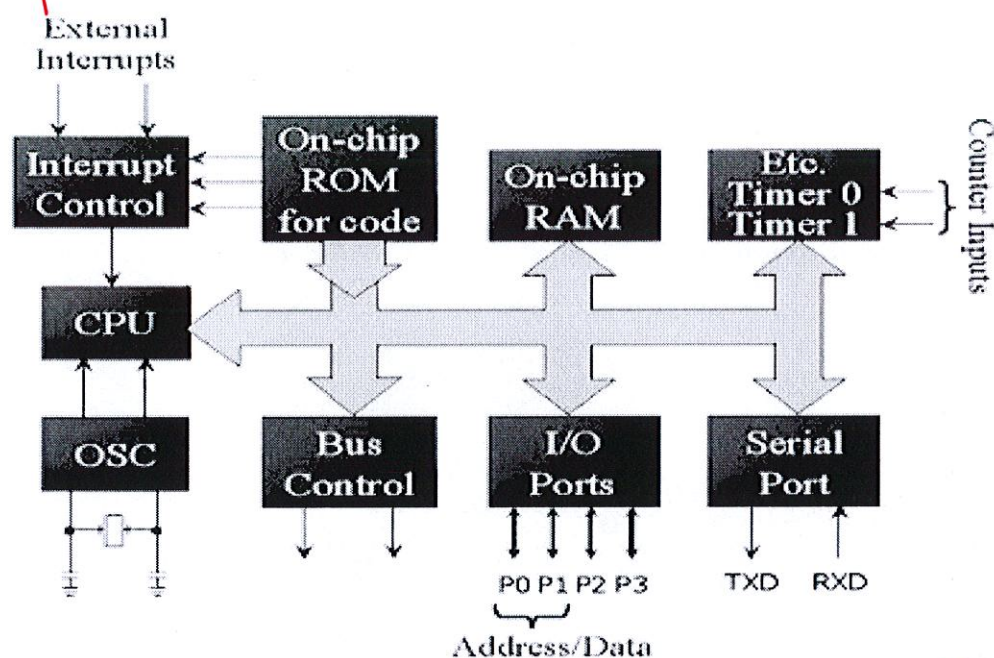 External
Interrupts
Interrupt
Control
On-chip
ROM
for code
On-chip
RAM
Etc.
Timer 0
Timer 1
Counter Inputs
CPU
OSC
Bus
Control
I/O
Ports
Serial
Port
P0 P1 P2 P3
TXD RXD
Address/Data